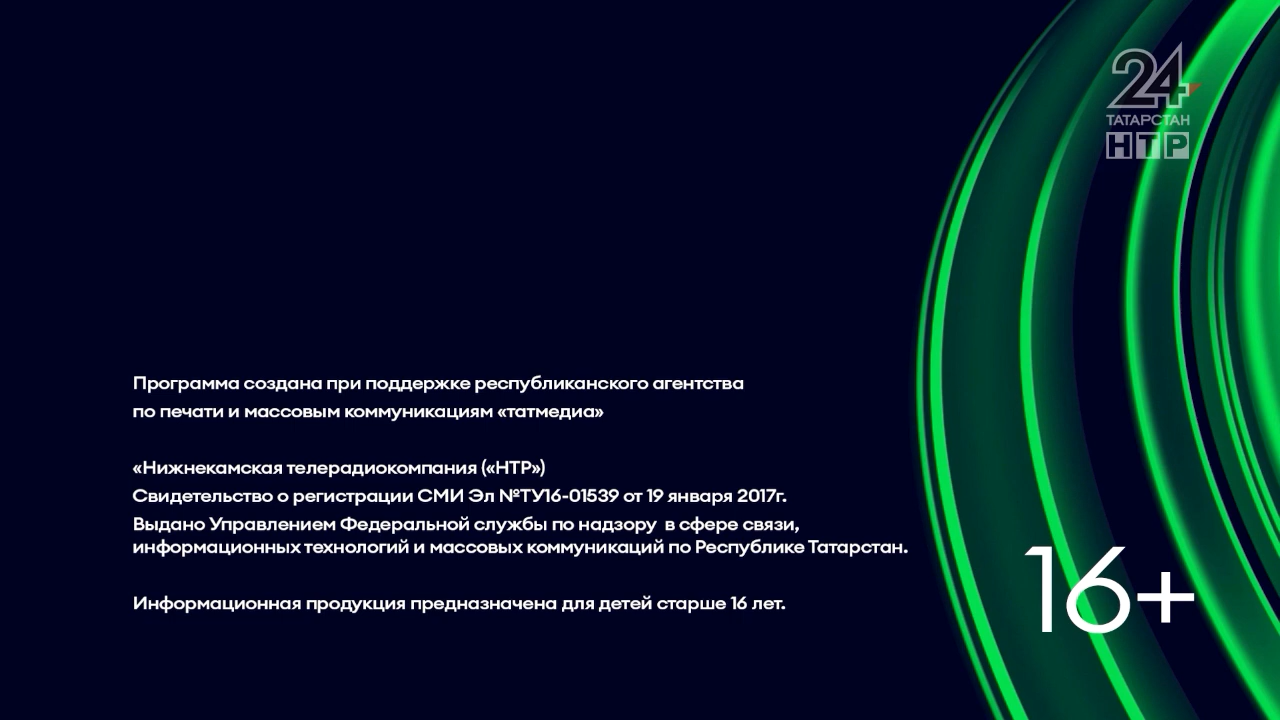 24
ТАТАРСТАН
НТР
Программа создана при поддержке республиканского агентства
по печати и массовым коммуникациям «татмедиа»
«Нижнекамская телерадиокомпания («НТР»)
Свидетельство о регистрации СМИ Эл №ТУ16-01539 от 19 января 2017г.
Выдано Управлением Федеральной службы по надзору  в сфере связи,
информационных технологий и массовых коммуникаций по Республике Татарстан.
Информационная продукция предназначена для детей старше 16 лет.
16+